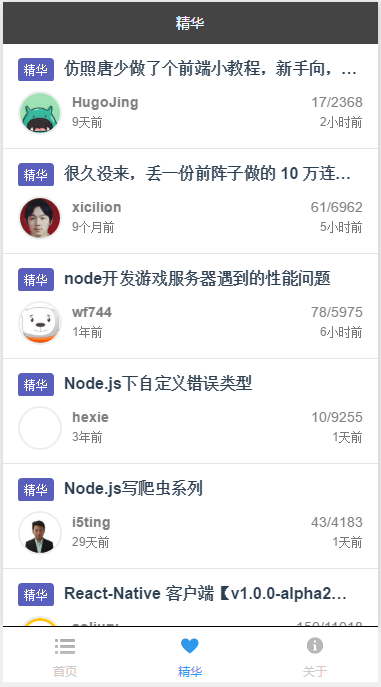 精华
精华 仿照唐少做了个前端小教程，新手向，...
HugoJing 17/2368
9天前 2小时前
精华 很久没来，丢一份前阵子做的 10 万连...
xicilion 61/6962
9个月前 5小时前
精华 node开发游戏服务器遇到的性能问题
wf744 78/5975
1年前 6小时前
精华 Node.js下自定义错误类型
hexie 10/9255
3年前 1天前
精华 Node.js写爬虫系列
i5ting 43/4183
29天前 1天前
精华 React-Native 客户端【v1.0.0-alpha2...
首页 精华 关于